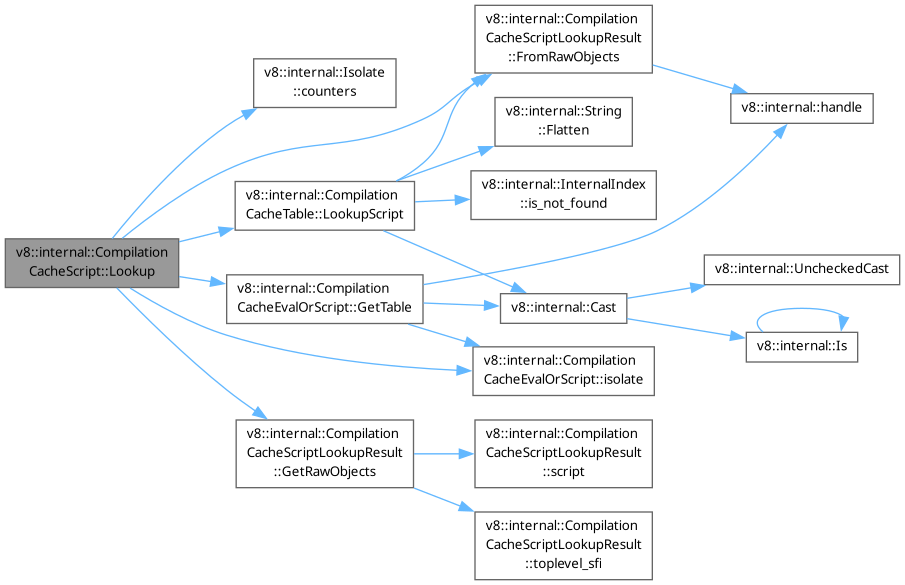 v8::internal::Compilation
CacheScriptLookupResult
::FromRawObjects
v8::internal::Isolate
::counters
v8::internal::handle
v8::internal::String
::Flatten
v8::internal::InternalIndex
::is_not_found
v8::internal::Compilation
CacheTable::LookupScript
v8::internal::Compilation
CacheScript::Lookup
v8::internal::UncheckedCast
v8::internal::Compilation
CacheEvalOrScript::GetTable
v8::internal::Cast
v8::internal::Is
v8::internal::Compilation
CacheEvalOrScript::isolate
v8::internal::Compilation
CacheScriptLookupResult
::GetRawObjects
v8::internal::Compilation
CacheScriptLookupResult
::script
v8::internal::Compilation
CacheScriptLookupResult
::toplevel_sfi